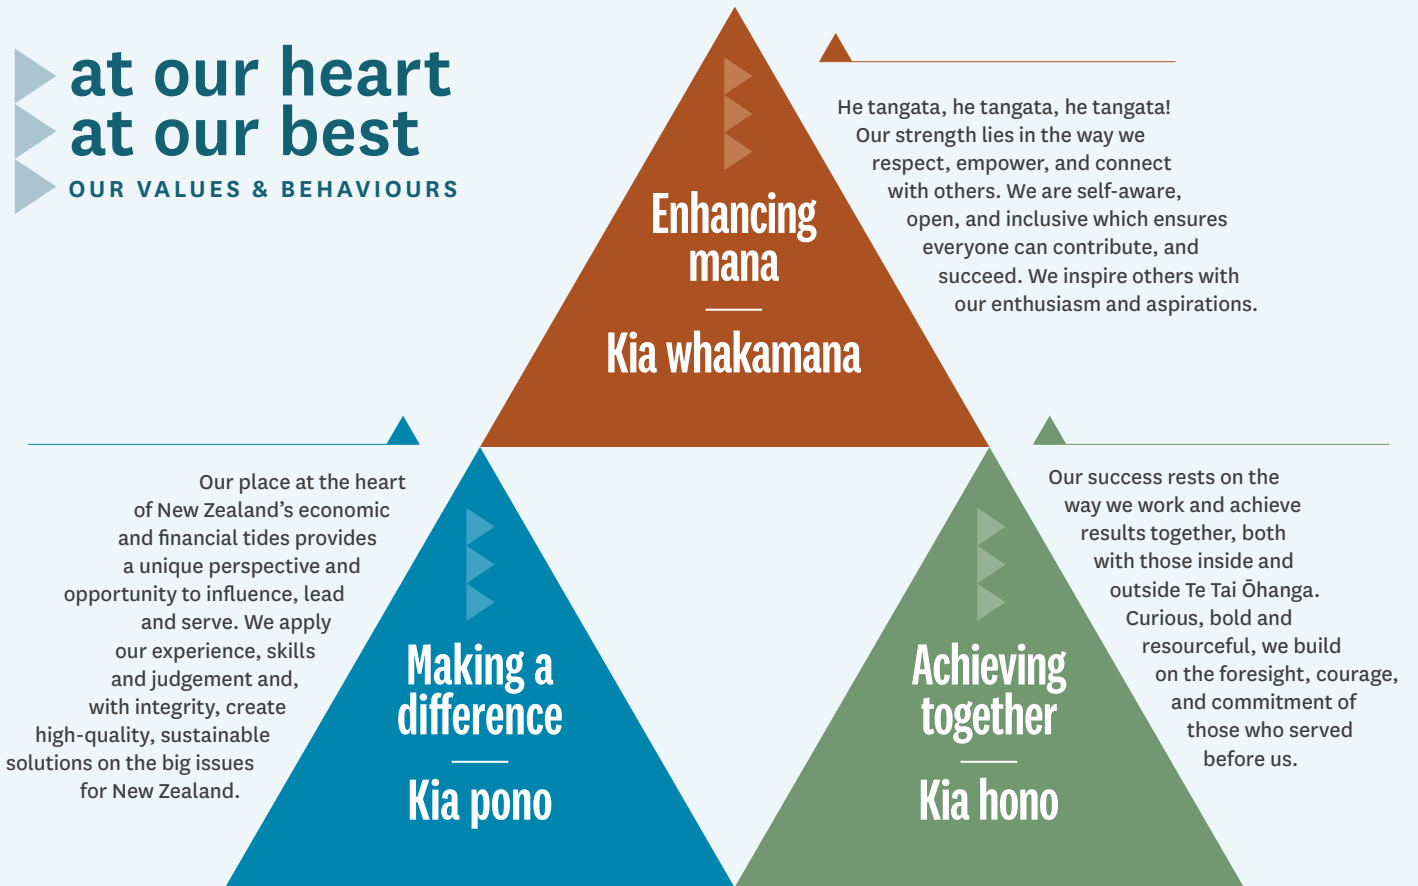 at our heart
at our best
OUR VALUES & BEHAVIOURS
Enhancing
mana
Kia whakamana
He tangata, he tangata, he tangata!
Our strength lies in the way we
respect, empower, and connect
with others. We are self-aware,
open, and inclusive which ensures
everyone can contribute, and
succeed. We inspire others with
our enthusiasm and aspirations.
Our place at the heart
of New Zealand’s economic
and financial tides provides
a unique perspective and
opportunity to influence, lead
and serve. We apply
our experience, skills
and judgement and,
with integrity, create
high-quality, sustainable
solutions on the big issues
for New Zealand.
Making a
difference
Kia pono
Achieving
together
Kia hono
Our success rests on the
way we work and achieve
results together, both
with those inside and
outside Te Tai Ōhanga.
Curious, bold and
resourceful, we build
on the foresight, courage,
and commitment of
those who served
before us.